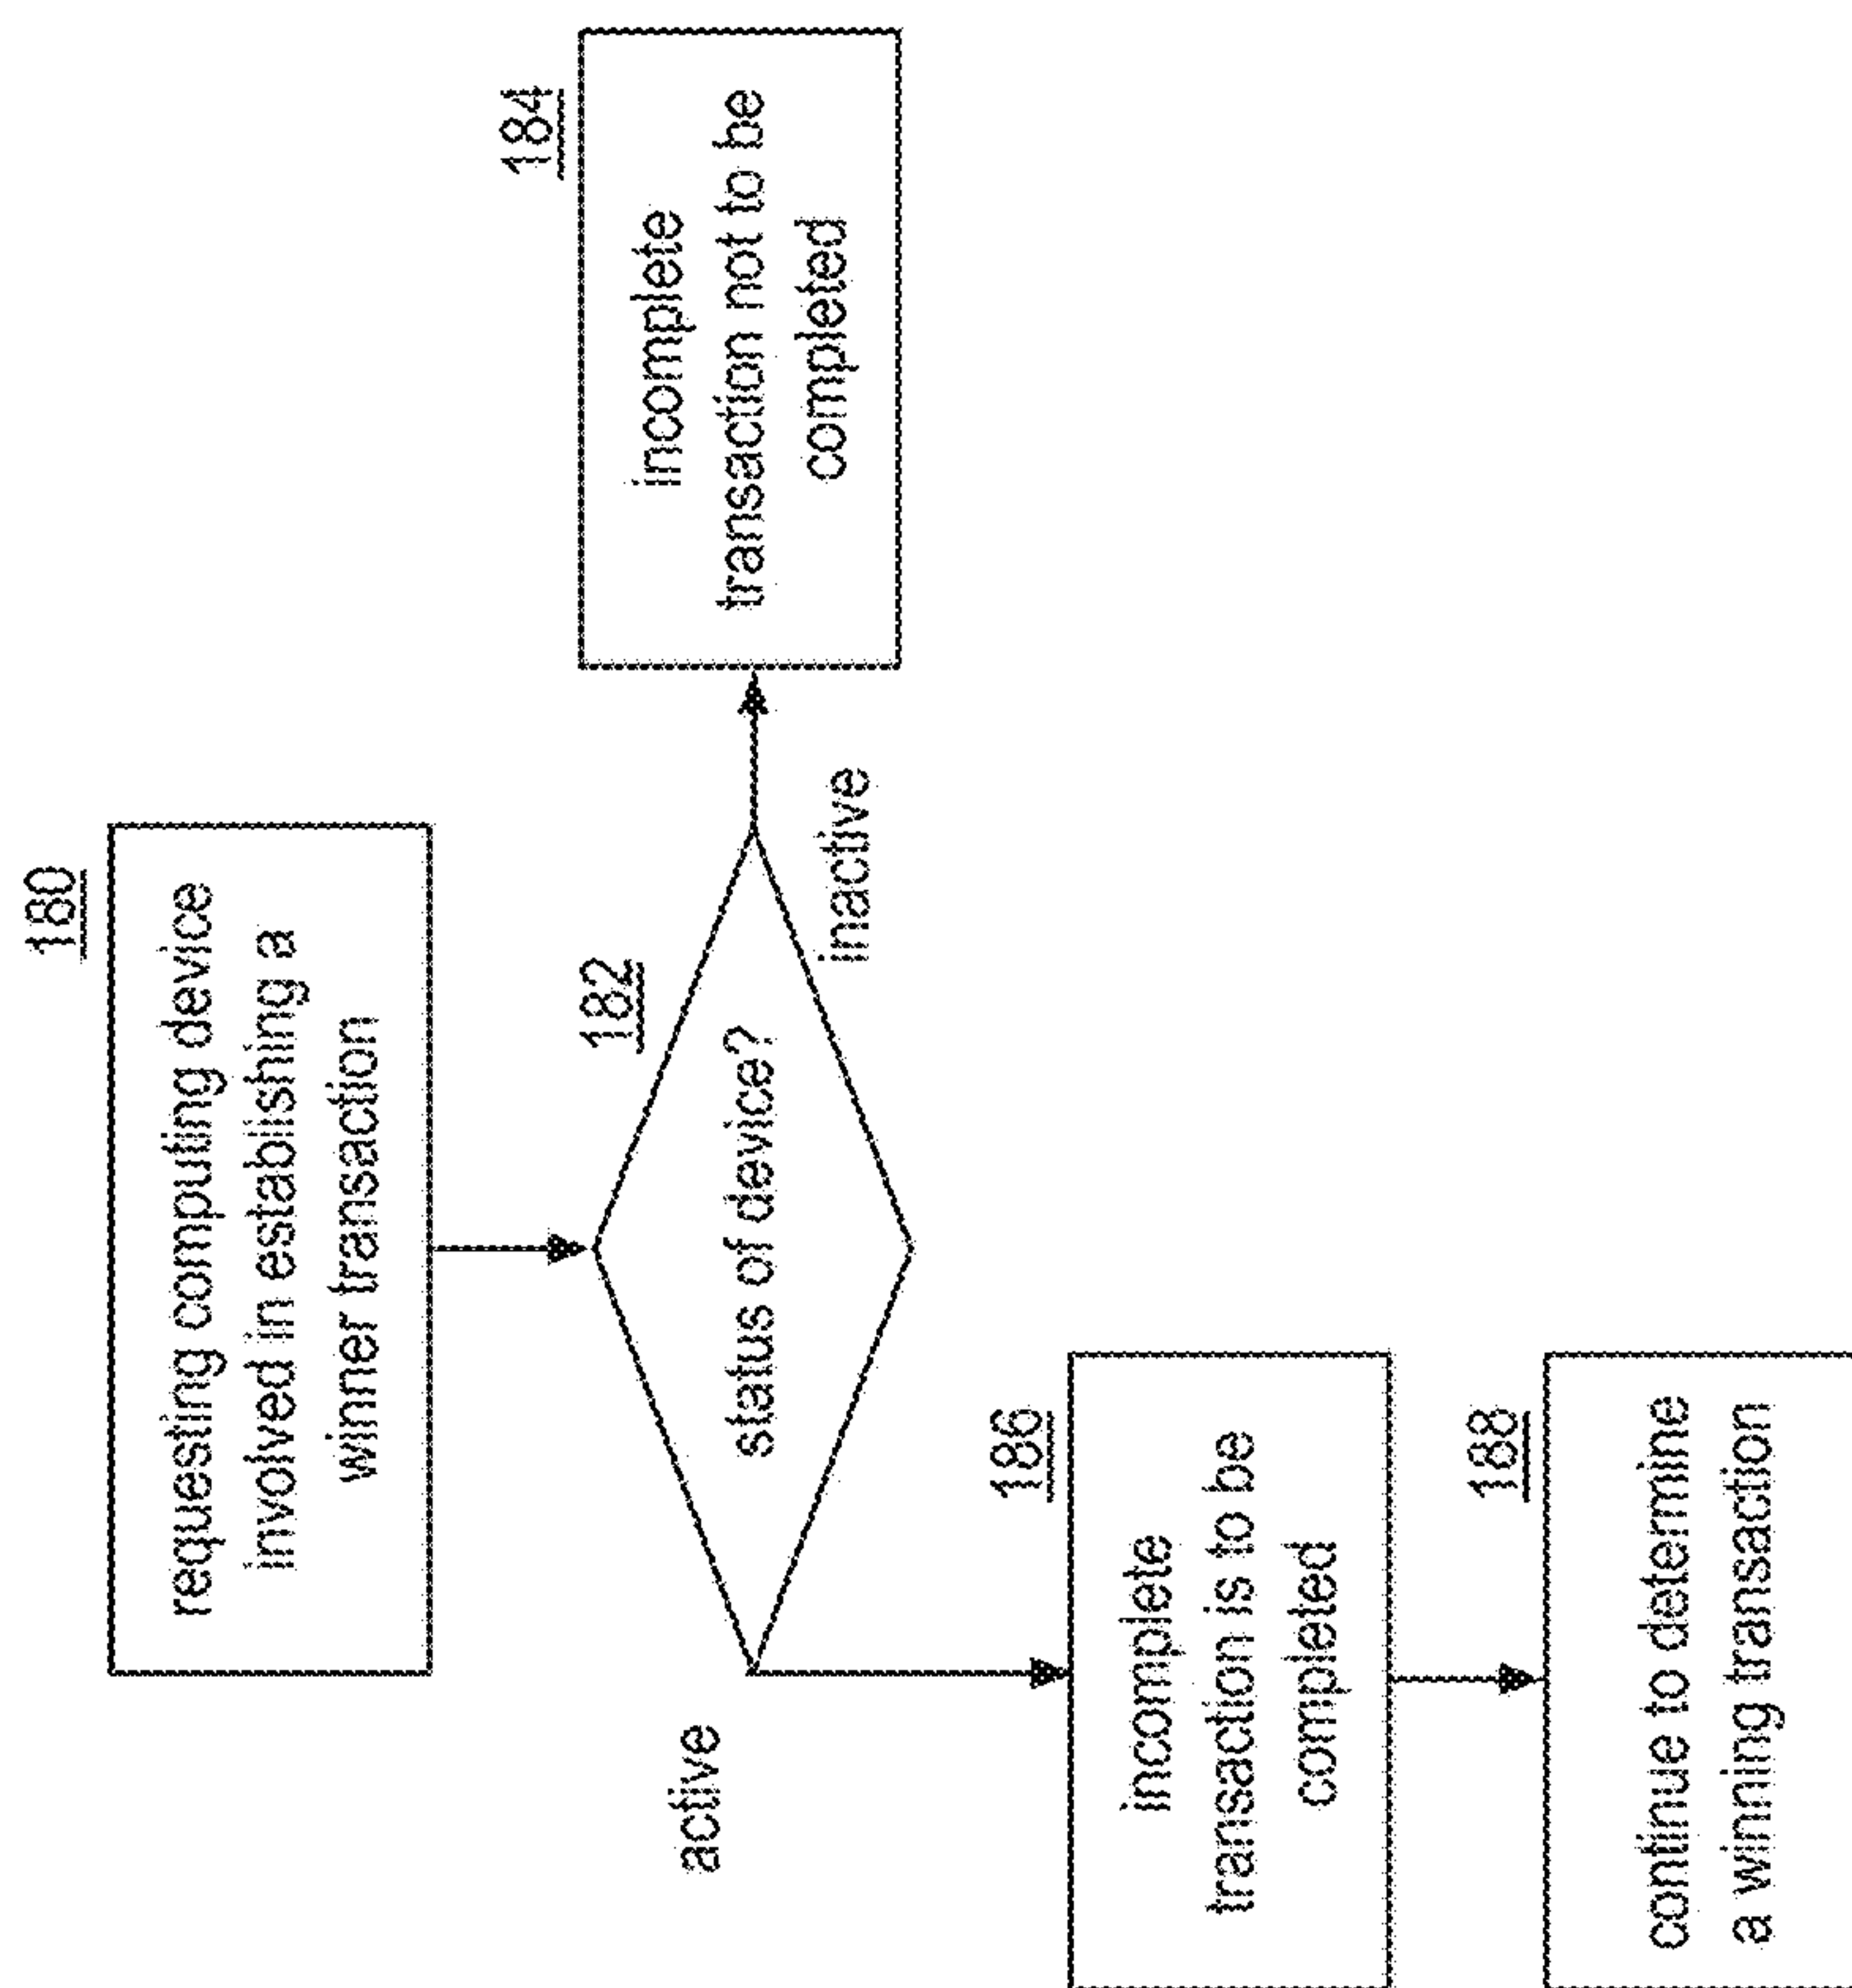 180
requesting computing device
involved in establishing a
winner transaction
182
status of device?
inactive
184
incomplete
transaction not to be
completed
active
186
incomplete
transaction is to be
completed
188
continue to determine
a winning transaction